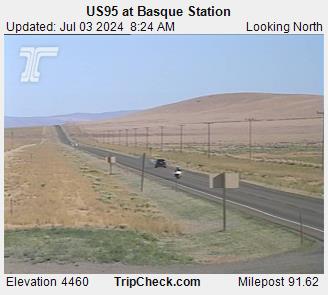 US95 at Basque Station
Updated: Jul 03 2024 8:24 AM Looking North
Elevation 4460 TripCheck.com Milepost 91.62